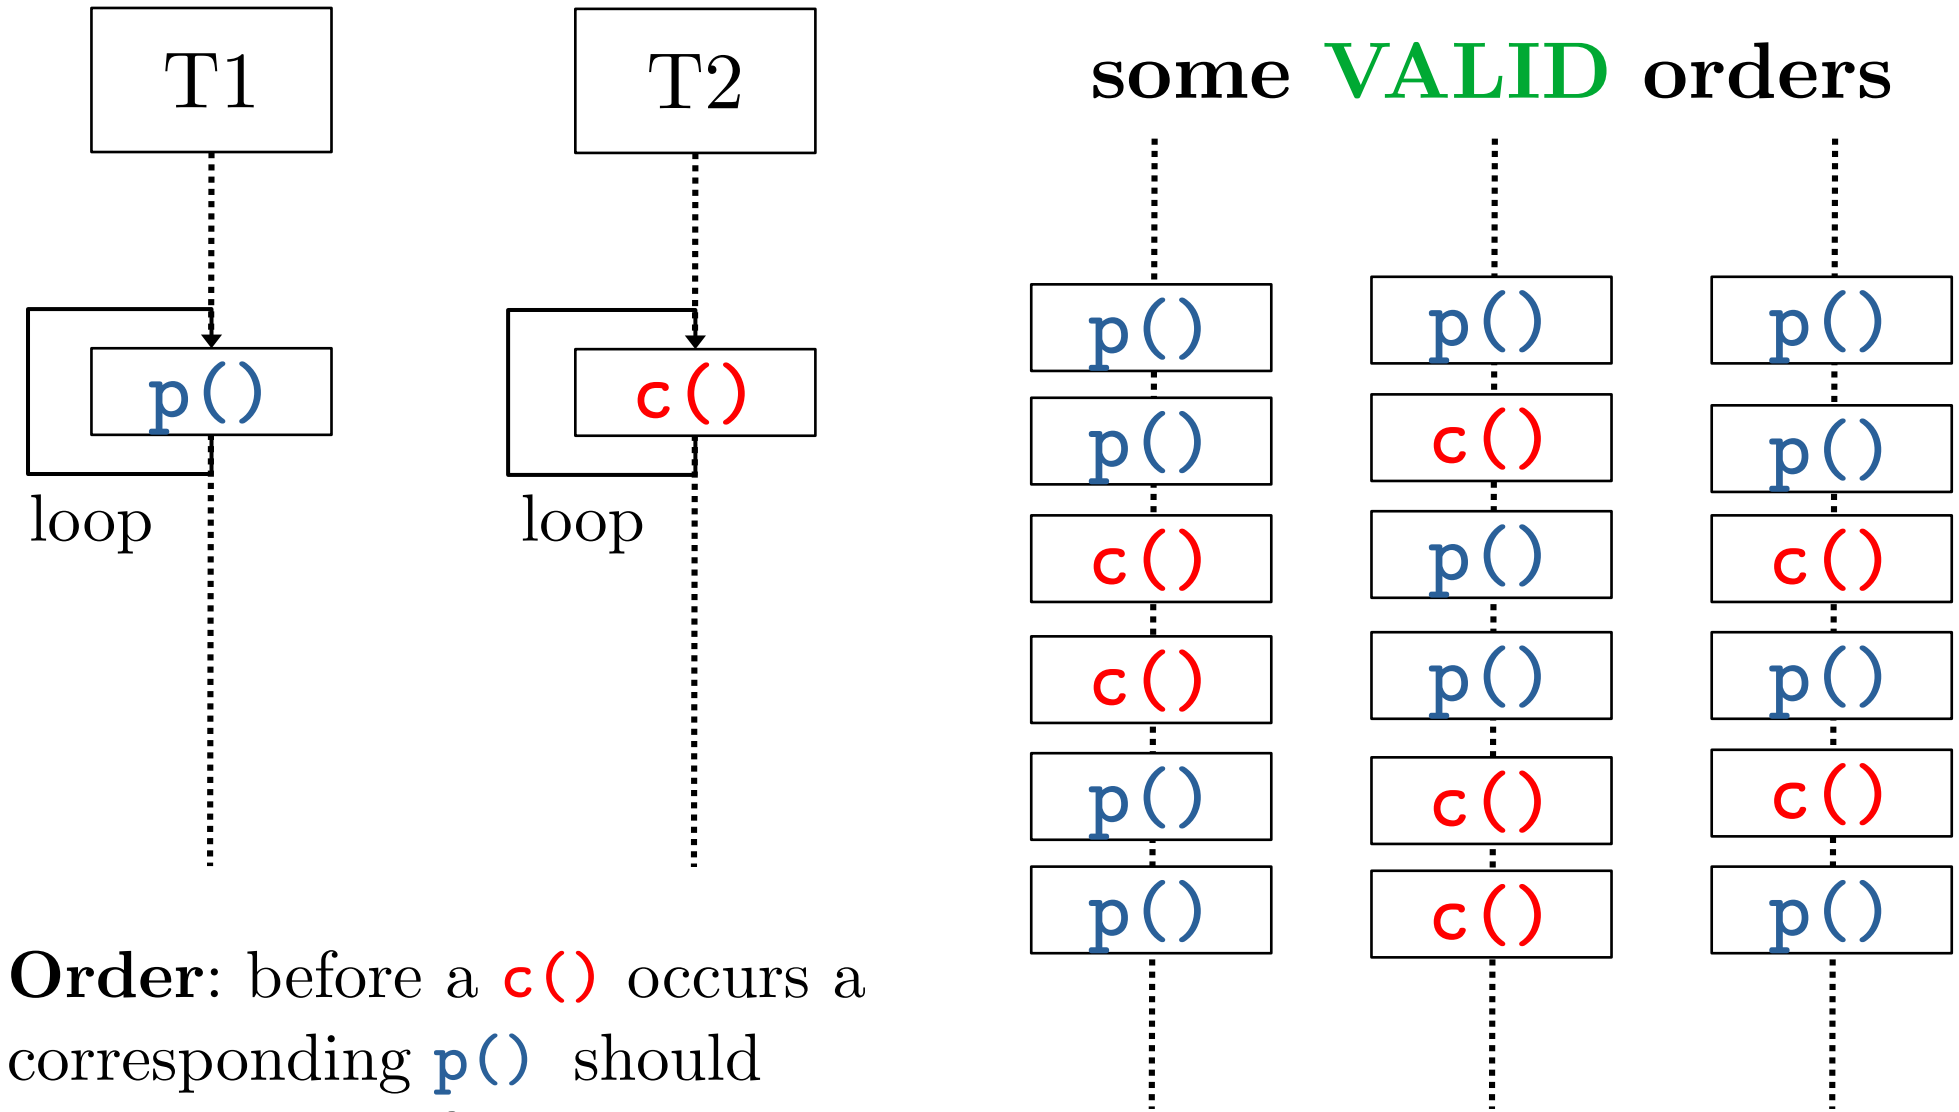 T1
T2
p()
c()
loop
loop
Order: before a c() occurs a
corresponding p() should
some VALID orders
p()
p()
c()
c()
p()
p()
p()
c()
p()
p()
c()
c()
p()
p()
c()
p()
c()
p()